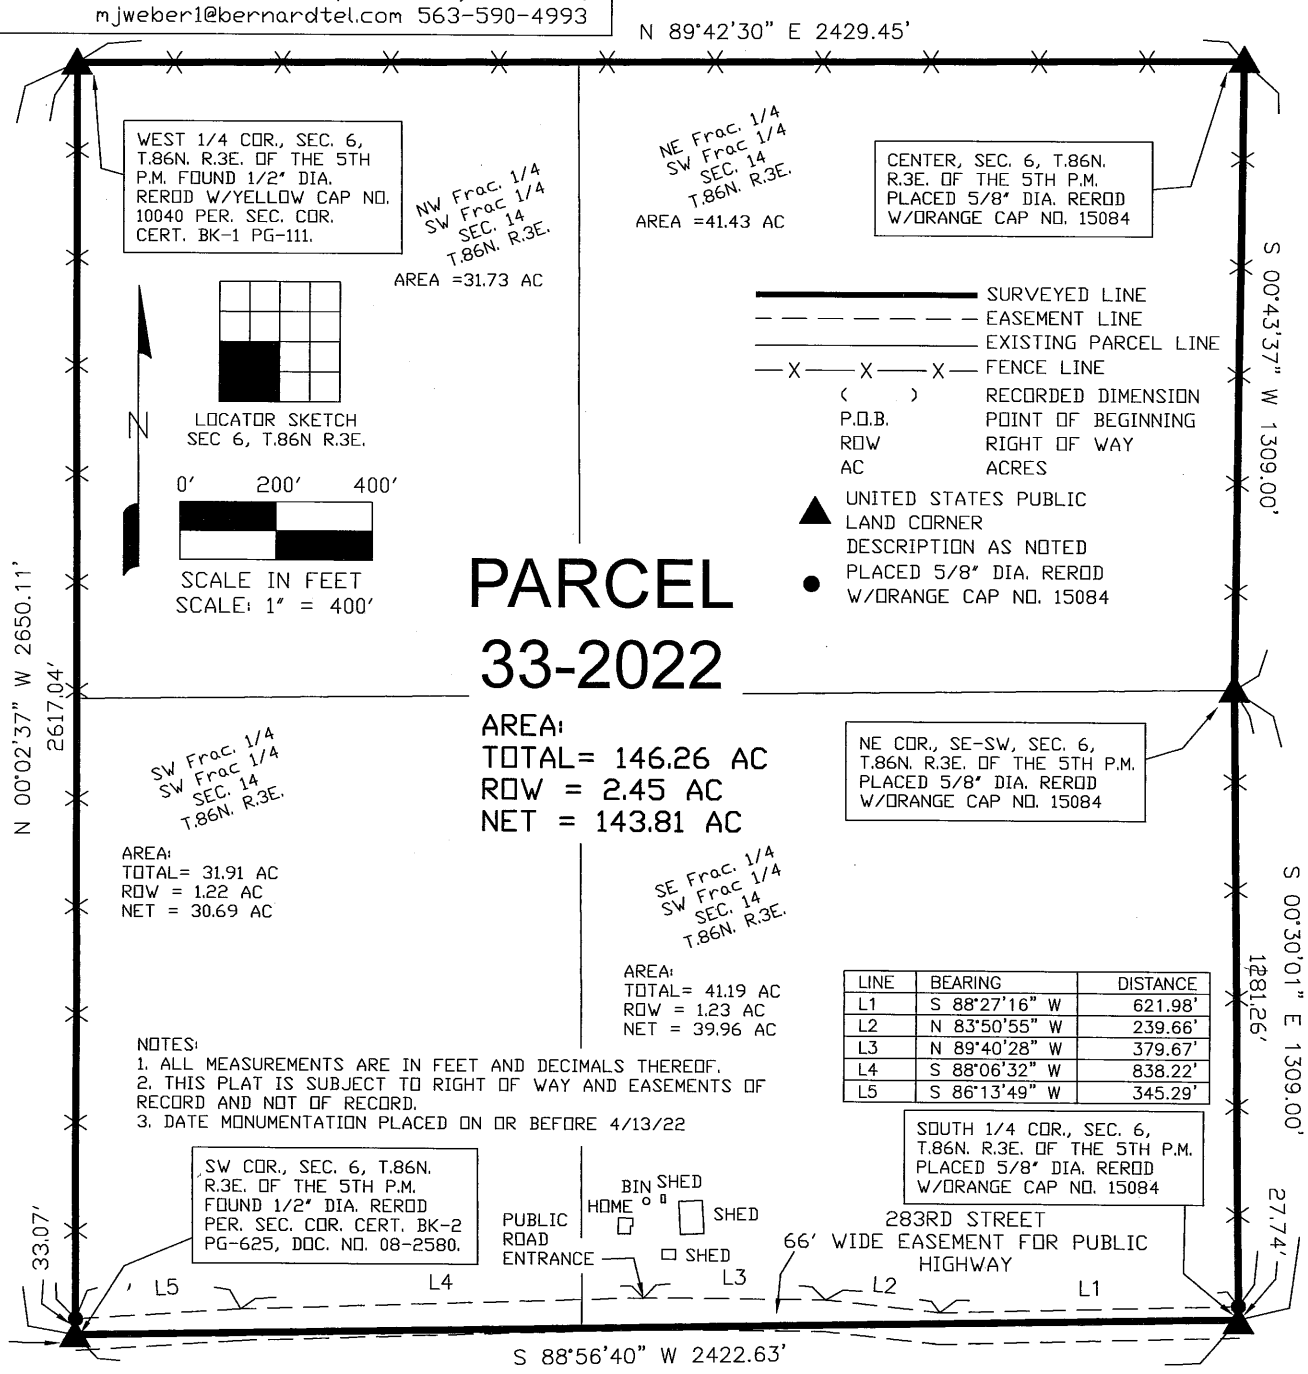 mjweber1@bernardtel.com 563-590-4993
N 89°42'30" E 2429.45'
WEST 1/4 COR., SEC. 6,
T.86N. R.3E. OF THE 5TH
P.M. FOUND 1/2" DIA.
REROD W/YELLOW CAP NO.
10040 PER. SEC. COR.
CERT. BK-1 PG-111.
NW Frac. 1/4
SW Frac 1/4
SEC. 14
T.86N. R.3E.
AREA =31.73 AC
NE Frac. 1/4
SW Frac 1/4
SEC. 14
T.86N. R.3E.
AREA =41.43 AC
CENTER, SEC. 6, T.86N.
R.3E. OF THE 5TH P.M.
PLACED 5/8" DIA. REROD
W/ORANGE CAP NO. 15084
S 00°43'37" W 1309.00'
SURVEYED LINE
EASEMENT LINE
EXISTING PARCEL LINE
X X X FENCE LINE
( ) RECORDED DIMENSION
P.O.B. POINT OF BEGINNING
ROW RIGHT OF WAY
AC ACRES
UNITED STATES PUBLIC
LAND CORNER
DESCRIPTION AS NOTED
PLACED 5/8" DIA. REROD
W/ORANGE CAP NO. 15084
N
LOCATOR SKETCH
SEC 6, T.86N R.3E.
0' 200' 400'
SCALE IN FEET
SCALE: 1" = 400'
N 00°02'37" W 2650.11'
2617.04'
PARCEL
33-2022
AREA:
TOTAL= 146.26 AC
ROW = 2.45 AC
NET = 143.81 AC
NE COR., SE-SW, SEC. 6,
T.86N. R.3E. OF THE 5TH P.M.
PLACED 5/8" DIA. REROD
W/ORANGE CAP NO. 15084
SW Frac. 1/4
SW Frac 1/4
SEC. 14
T.86N. R.3E.
AREA:
TOTAL= 31.91 AC
ROW = 1.22 AC
NET = 30.69 AC
SE Frac. 1/4
SW Frac 1/4
SEC. 14
T.86N. R.3E.
AREA:
TOTAL= 41.19 AC
ROW = 1.23 AC
NET = 39.96 AC
S 00°30'01" E 1309.00'
1281.26'
LINE BEARING DISTANCE
L1 S 88°27'16" W 621.98'
L2 N 83°50'55" W 239.66'
L3 N 89°40'28" W 379.67'
L4 S 88°06'32" W 838.22'
L5 S 86°13'49" W 345.29'
NOTES:
1. ALL MEASUREMENTS ARE IN FEET AND DECIMALS THEREOF.
2. THIS PLAT IS SUBJECT TO RIGHT OF WAY AND EASEMENTS OF
RECORD AND NOT OF RECORD.
3. DATE MONUMENTATION PLACED ON OR BEFORE 4/13/22
SOUTH 1/4 COR., SEC. 6,
T.86N. R.3E. OF THE 5TH P.M.
PLACED 5/8" DIA. REROD
W/ORANGE CAP NO. 15084
SW COR., SEC. 6, T.86N.
R.3E. OF THE 5TH P.M.
FOUND 1/2" DIA. REROD
PER. SEC. COR. CERT. BK-2
PG-625, DOC. NO. 08-2580.
BIN SHED
HOME
SHED
SHED
PUBLIC
ROAD
ENTRANCE
283RD STREET
66' WIDE EASEMENT FOR PUBLIC
HIGHWAY
33.07'
27.74'
L5 L4 L3 L2 L1
S 88°56'40" W 2422.63'